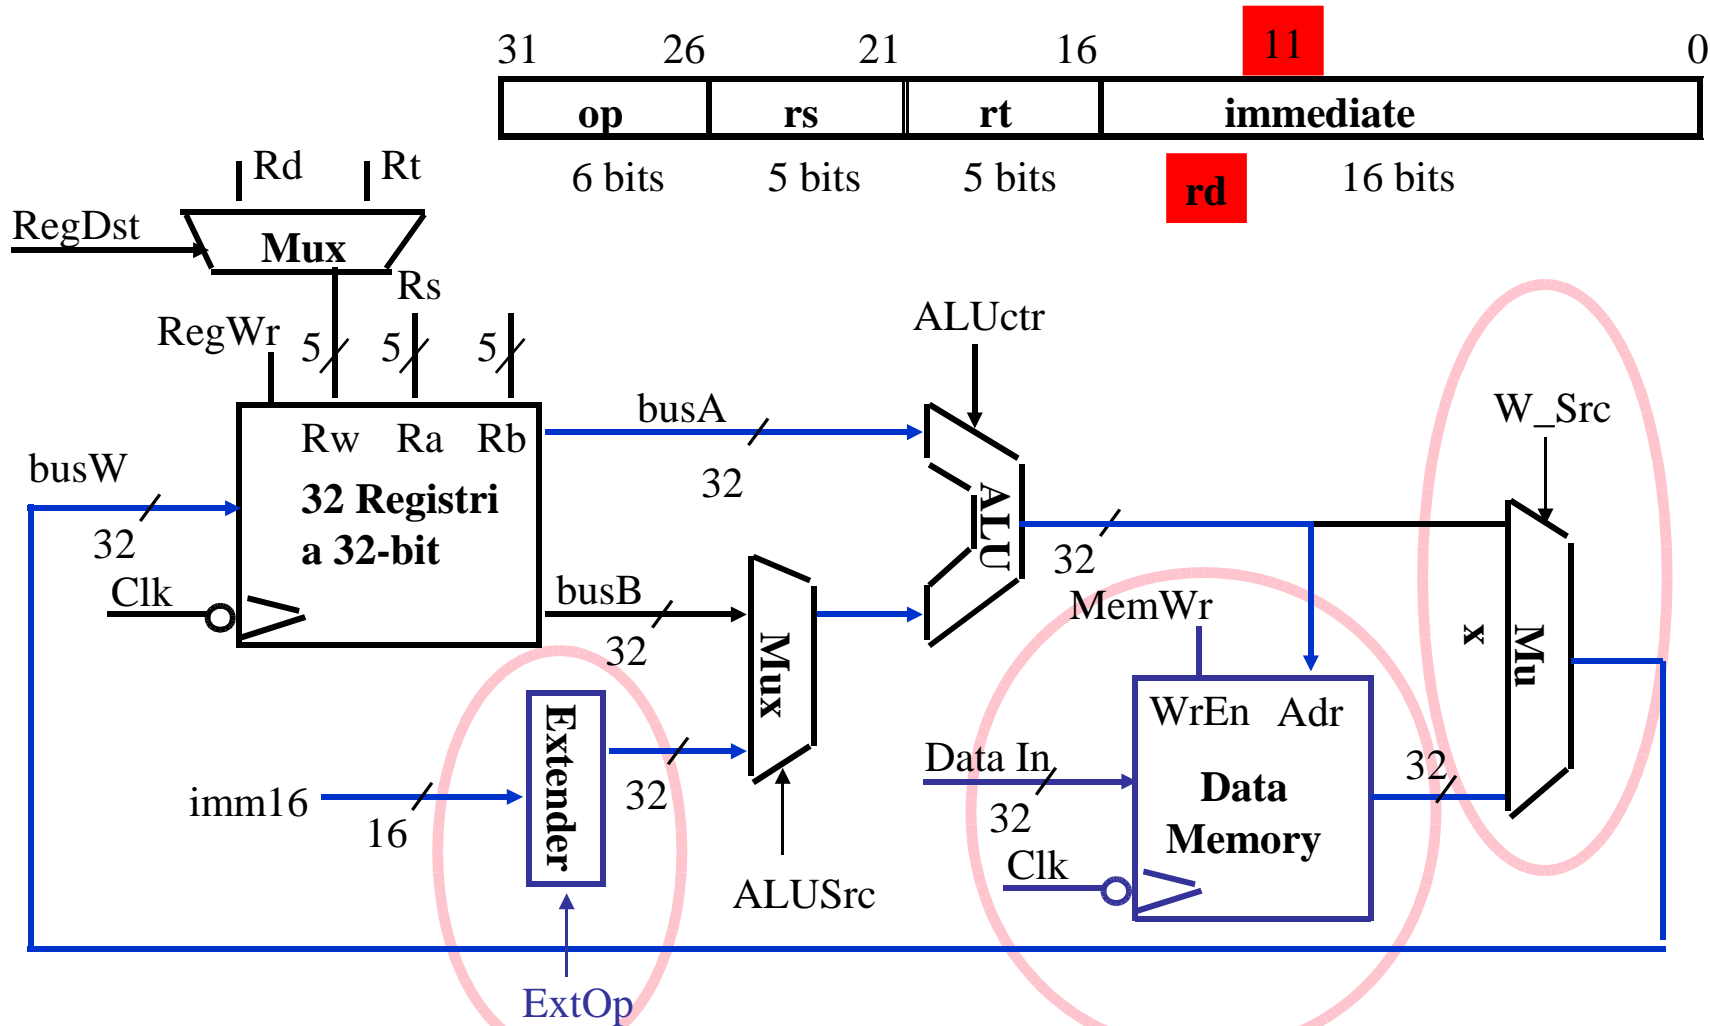 31 26 21 16 11 0
op rs rt immediate
6 bits 5 bits 5 bits rd 16 bits
Rd Rt
RegDst
Mux
Rs
RegWr 5 5 5
ALUctr
busA
32
W_Src
Rw Ra Rb
busW
32
32 Registri
a 32-bit
Clk
ALU
32
busB
32
Mux
MemWr
Mu
x
WrEn Adr
Extender
32
imm16
16
Data In
32
Data
Memory
32
Clk
ALUSrc
ExtOp